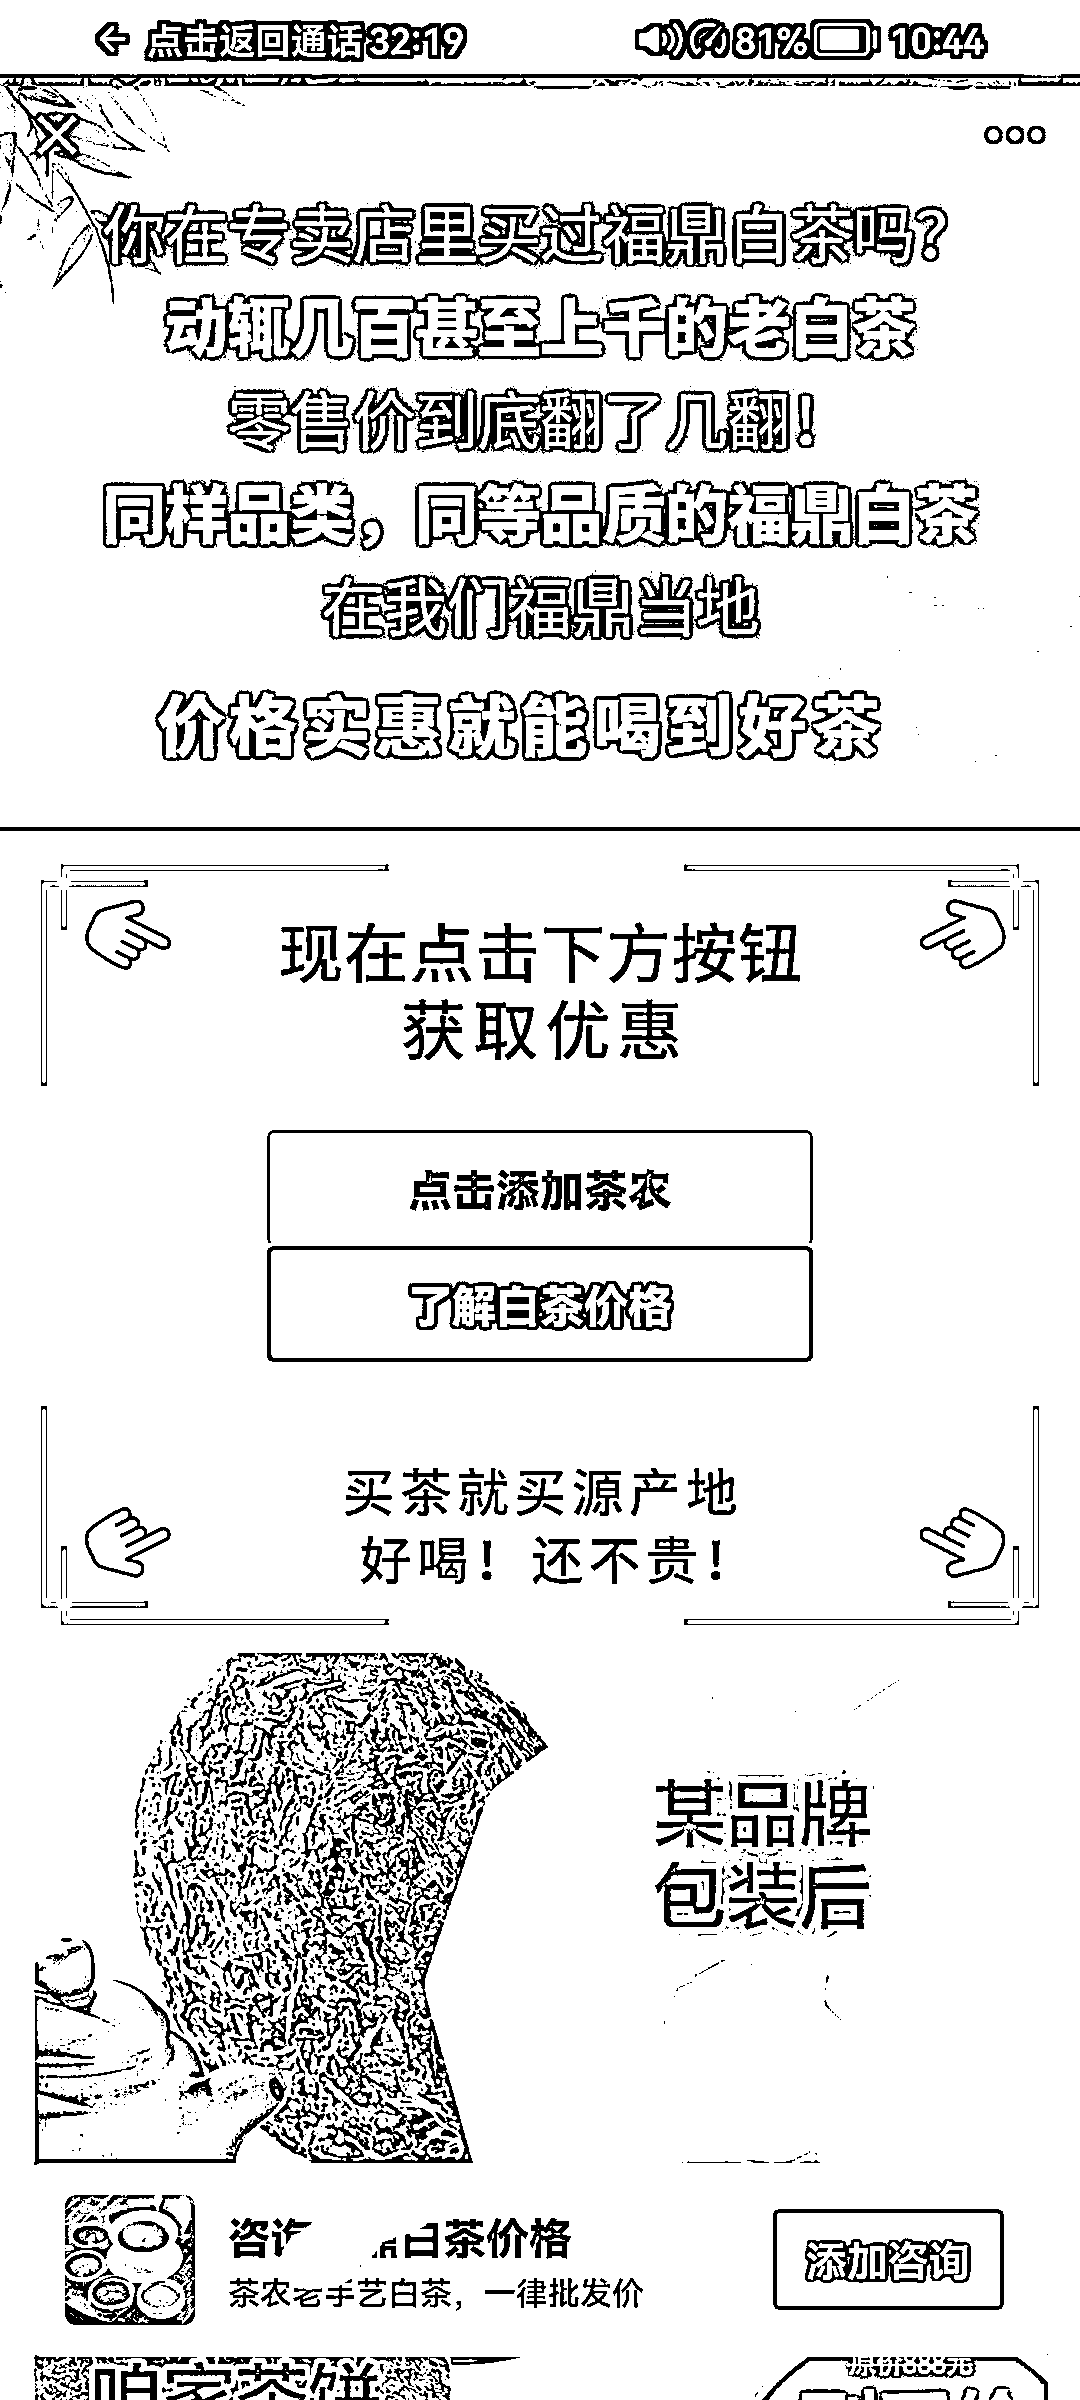 点击返回通话32:19 81% 10:44
你在专卖店里买过福鼎白茶吗？
动辄几百甚至上千的老白茶
零售价到底翻了几翻！
同样品类，同等品质的福鼎白茶
在我们福鼎当地
价格实惠就能喝到好茶
现在点击下方按钮
获取优惠
点击添加茶农
了解白茶价格
买茶就买源产地
好喝！还不贵！
某品牌
包装后
咨 白茶价格
添加咨询
茶农老手艺白茶，一律批发价
咱家茶饼